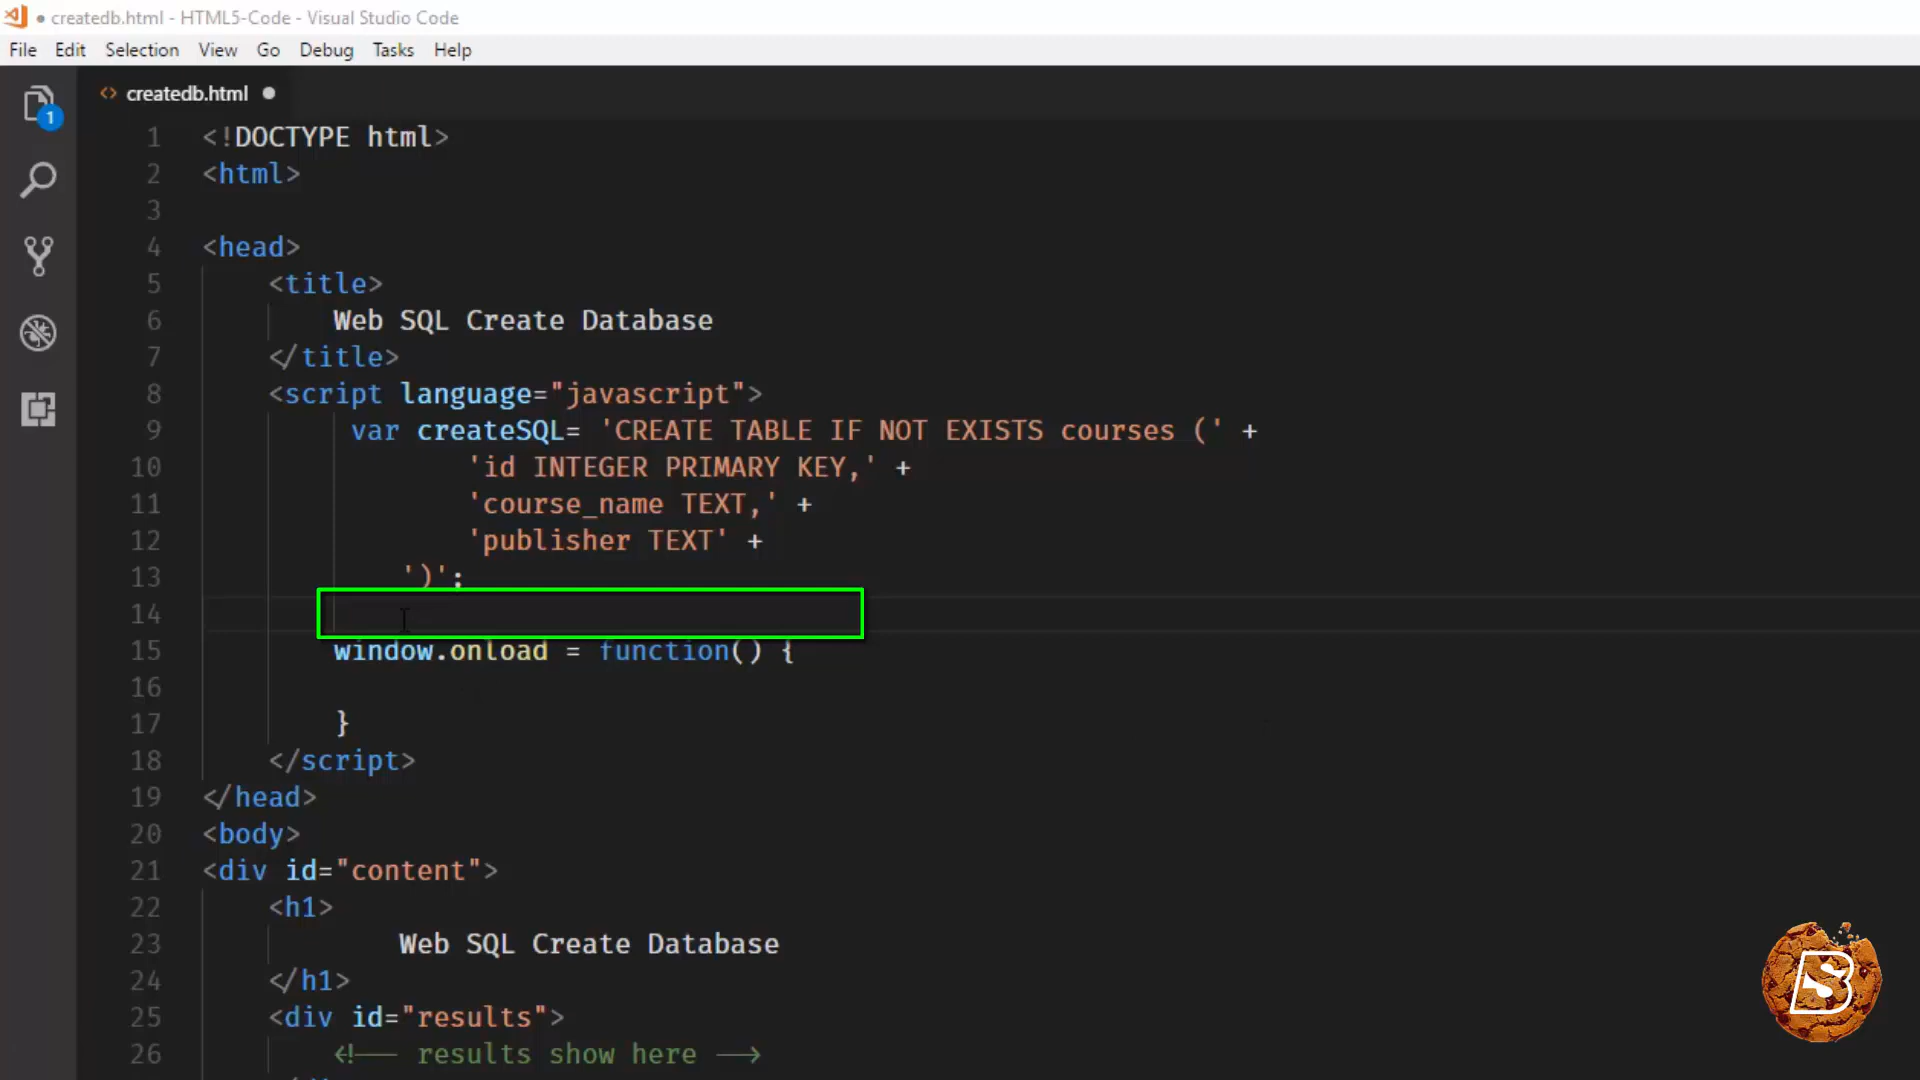 ● createdb.html - HTML5-Code - Visual Studio Code
File Edit Selection View Go Debug Tasks Help
1
<> createdb.html ●
1 <!DOCTYPE html>
2 <html>
3
4 <head>
5 <title>
6 Web SQL Create Database
7 </title>
8 <script language="javascript">
9 var createSQL= 'CREATE TABLE IF NOT EXISTS courses (' +
10 'id INTEGER PRIMARY KEY,' +
11 'course_name TEXT,' +
12 'publisher TEXT' +
13 ')';
14
15 window.onload = function() {
16
17 }
18 </script>
19 </head>
20 <body>
21 <div id="content">
22 <h1>
23 Web SQL Create Database
24 </h1>
25 <div id="results">
26 <!-- results show here -->